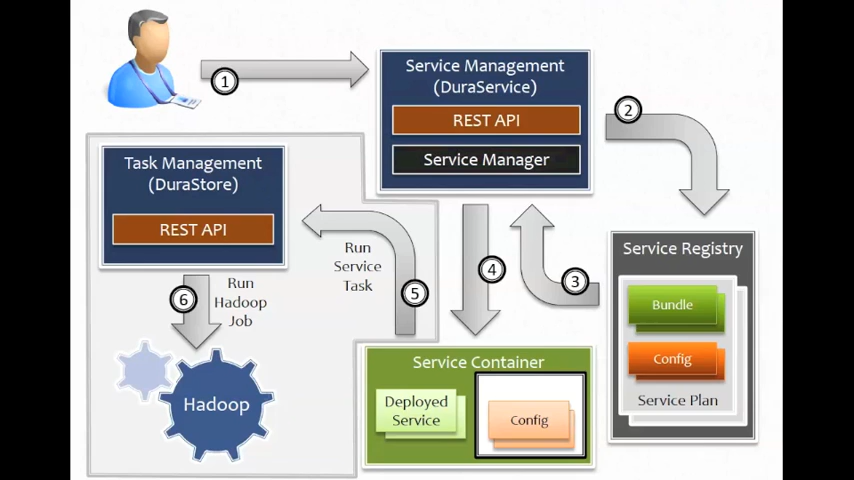 1
Service Management
(DuraService)
REST API
Service Manager
2
Task Management
(DuraStore)
REST API
Run
Service
Task
Run
Hadoop
Job
6
5
4
3
Hadoop
Service Registry
Bundle
Config
Service Plan
Service Container
Deployed
Service
Config